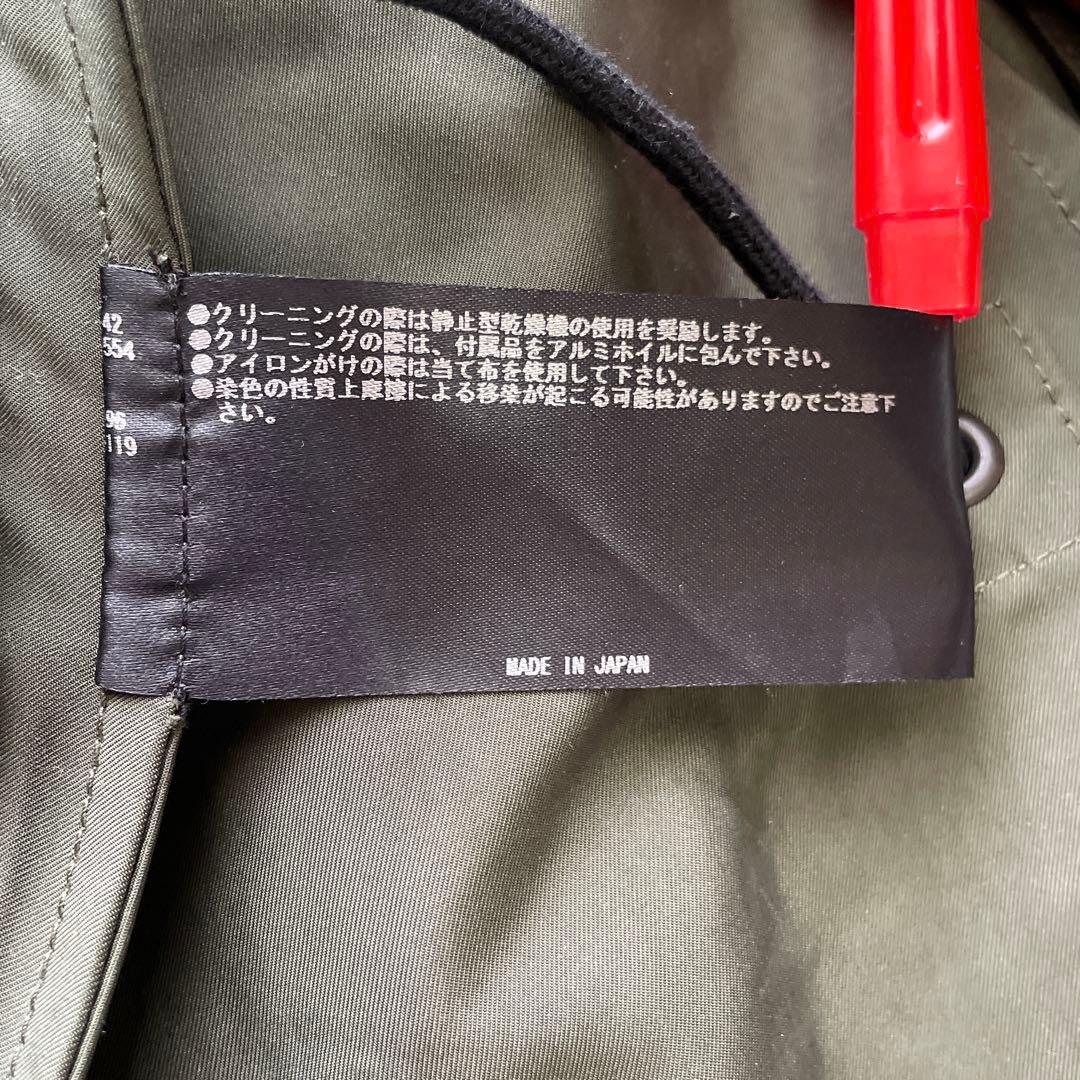 ●クリーニングの際は静止型乾燥機の使用を奨励します。
●クリーニングの際は、付属品をアルミホイルに包んで下さい。
●アイロンがけの際は当て布を使用して下さい。
●染色の性質上摩擦による移染が起こる可能性がありますのでご注意下
さい。
42
554
96
119
MADE IN JAPAN